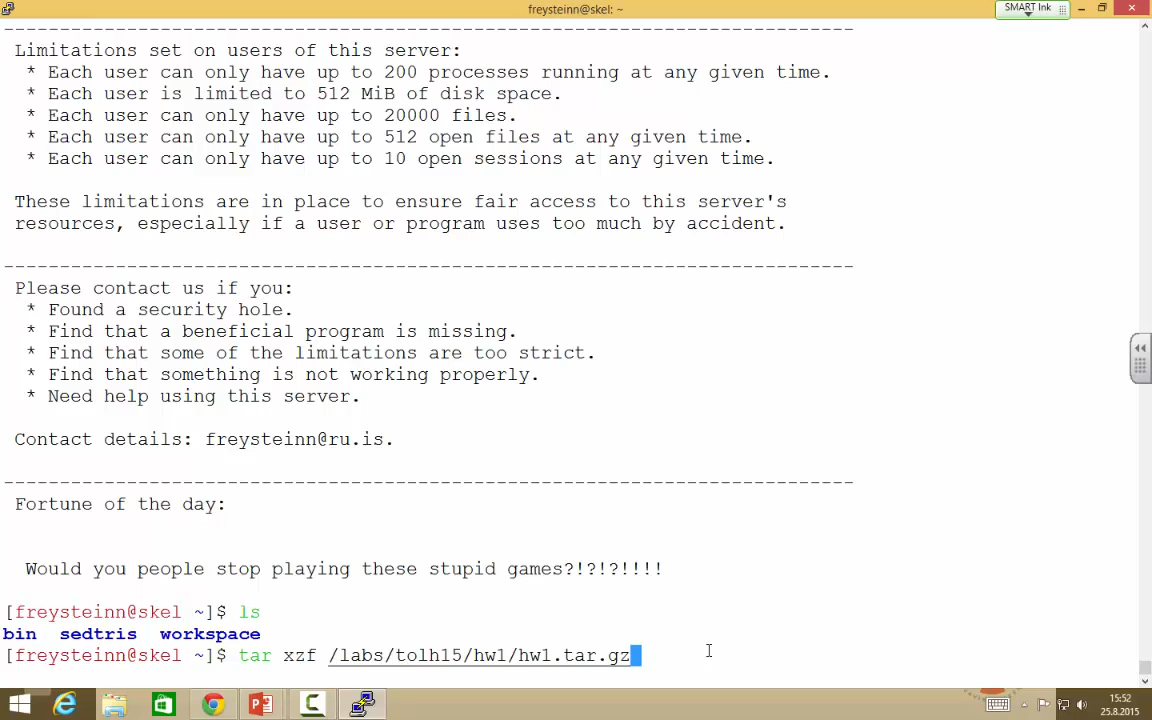 freysteinn@skel: ~
SMART Ink
--------------------------------------------------------------------------
Limitations set on users of this server:
* Each user can only have up to 200 processes running at any given time.
* Each user is limited to 512 MiB of disk space.
* Each user can only have up to 20000 files.
* Each user can only have up to 512 open files at any given time.
* Each user can only have up to 10 open sessions at any given time.
These limitations are in place to ensure fair access to this server's
resources, especially if a user or program uses too much by accident.
--------------------------------------------------------------------------
Please contact us if you:
* Found a security hole.
* Find that a beneficial program is missing.
* Find that some of the limitations are too strict.
* Find that something is not working properly.
* Need help using this server.
Contact details: freysteinn@ru.is.
--------------------------------------------------------------------------
Fortune of the day:
Would you people stop playing these stupid games?!?!?!!!!
[freysteinn@skel ~]$ ls
bin sedtris workspace
[freysteinn@skel ~]$ tar xzf /labs/tolh15/hw1/hw1.tar.gz
15:52
25.8.2015